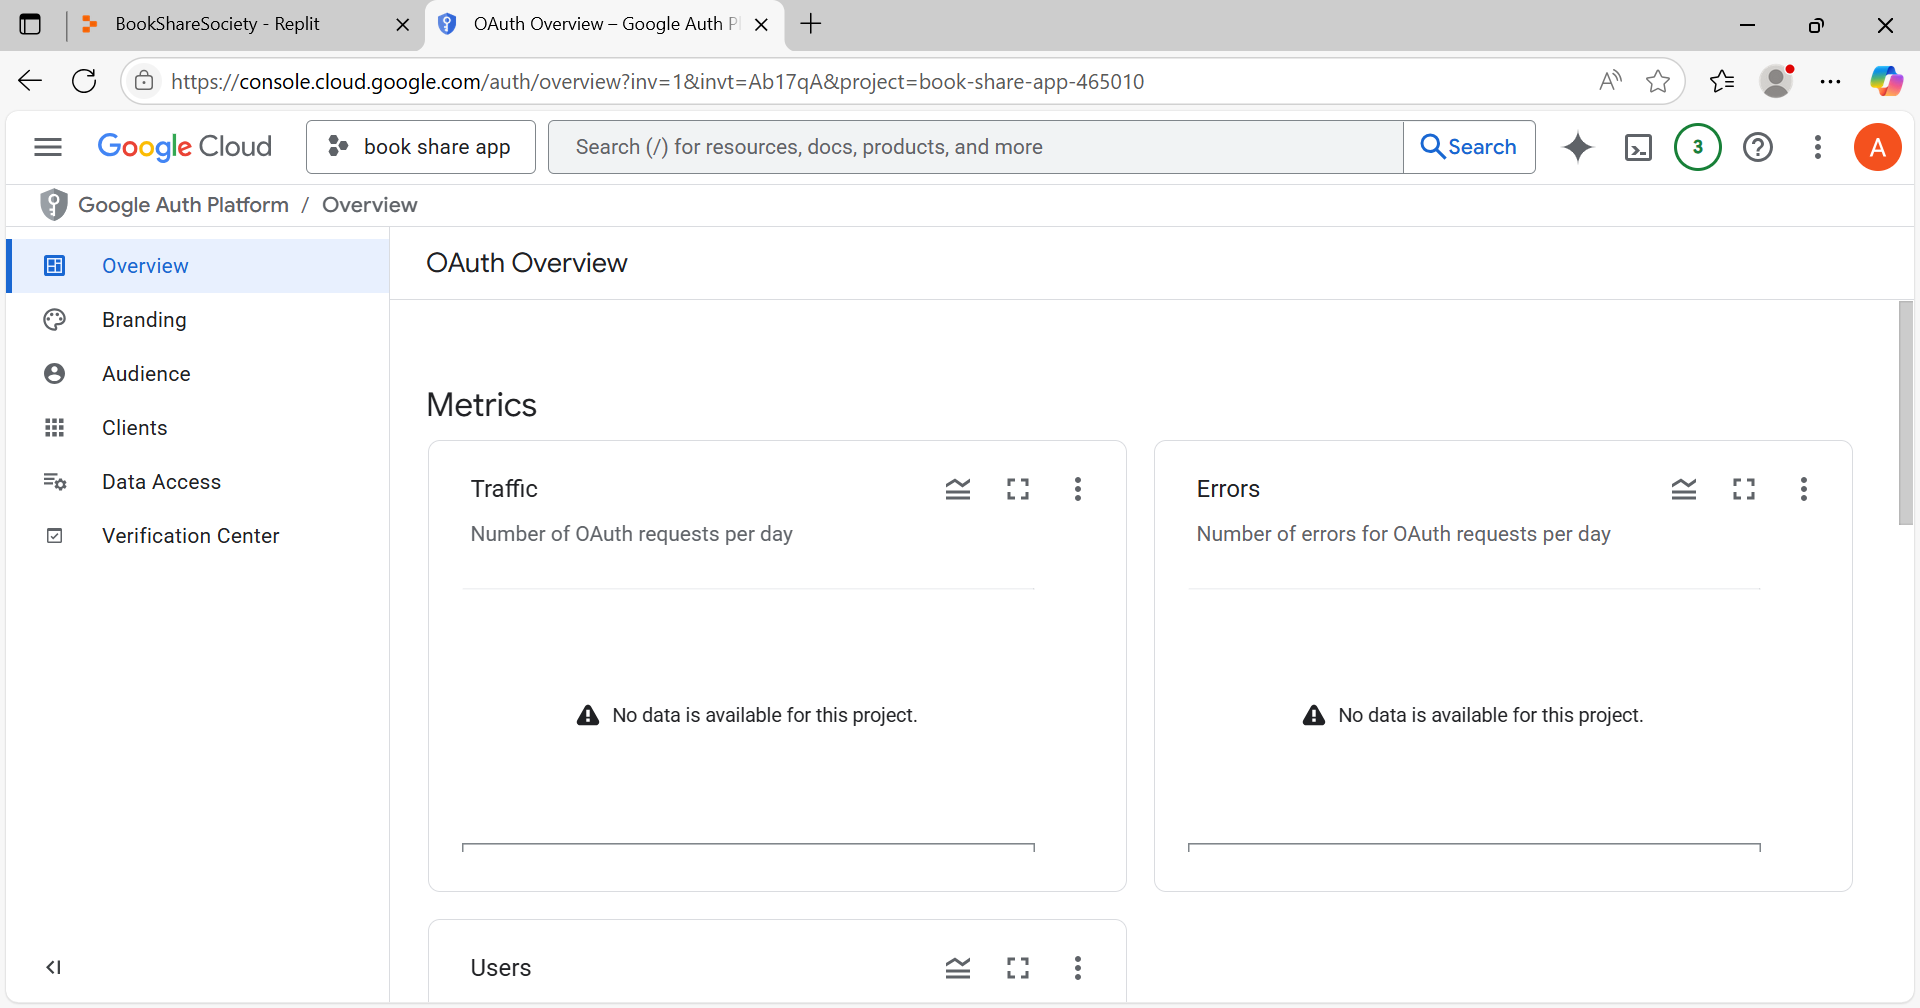 BookShareSociety - Replit
OAuth Overview – Google Auth P
https://console.cloud.google.com/auth/overview?inv=1&invt=Ab17qA&project=book-share-app-465010
Google Cloud
book share app
Search (/) for resources, docs, products, and more
Search
3
A
Google Auth Platform / Overview
Overview
Branding
Audience
Clients
Data Access
Verification Center
OAuth Overview
Metrics
Traffic
Number of OAuth requests per day
No data is available for this project.
Errors
Number of errors for OAuth requests per day
No data is available for this project.
Users